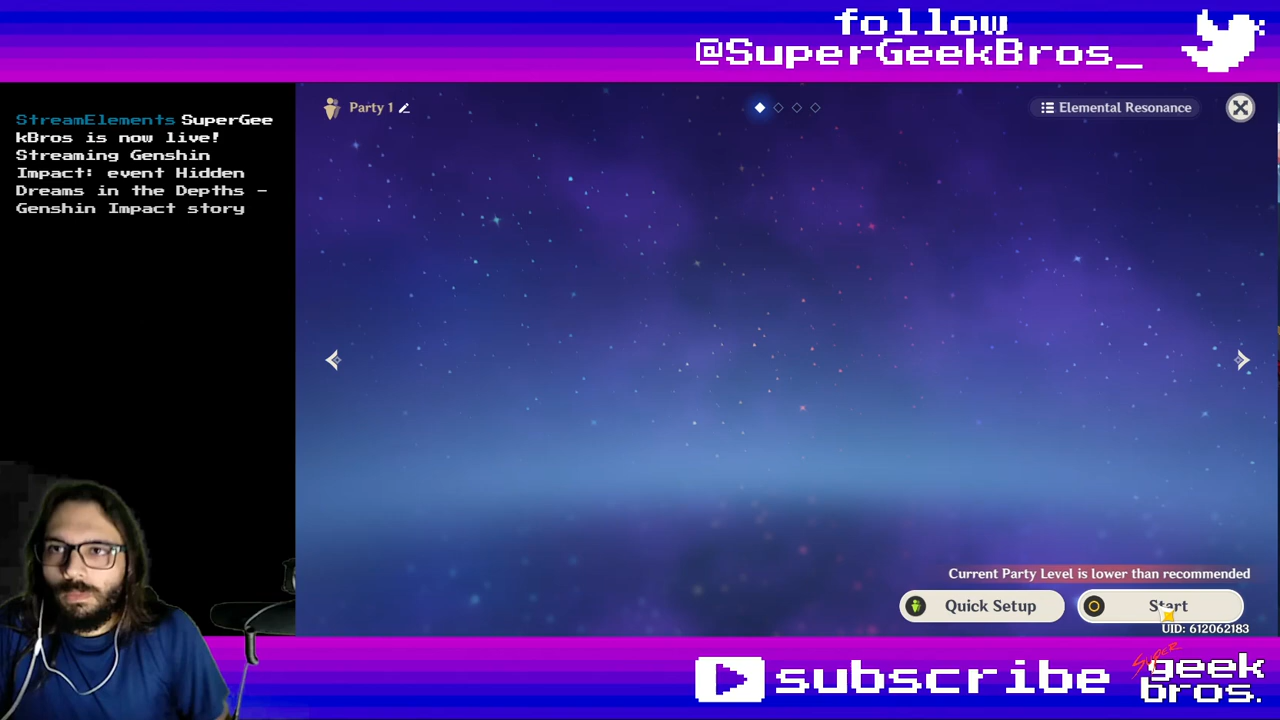 follow
@SuperGeekBros_
StreamElements SuperGee
kBros is now live!
Streaming Genshin
Impact: event Hidden
Dreams in the Depths -
Genshin Impact story
Party 1
Elemental Resonance
Current Party Level is lower than recommended
Quick Setup
Start
UID: 612062183
subscribe
SUPER
geek
bros.